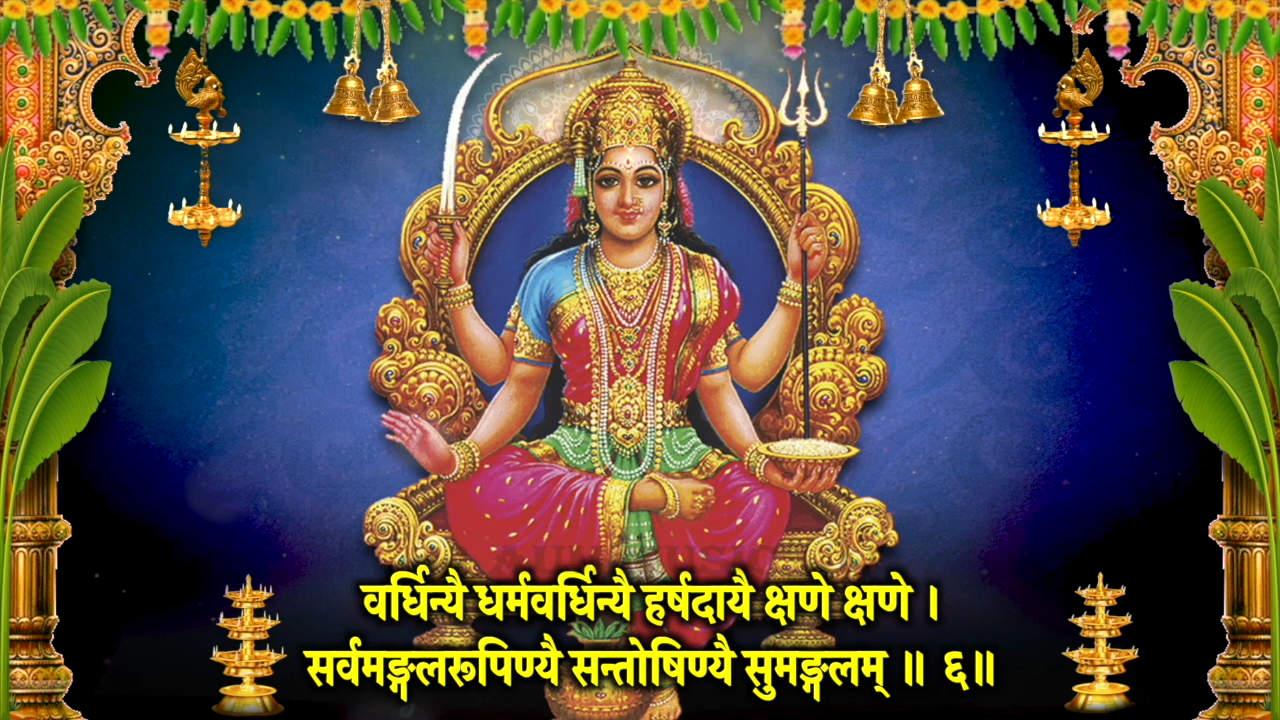 वर्धिन्यै धर्मवर्धिन्यै हर्षदायै क्षणे क्षणे ।
सर्वमङ्गलरूपिण्यै सन्तोषिण्यै सुमङ्गलम् ॥ ६॥